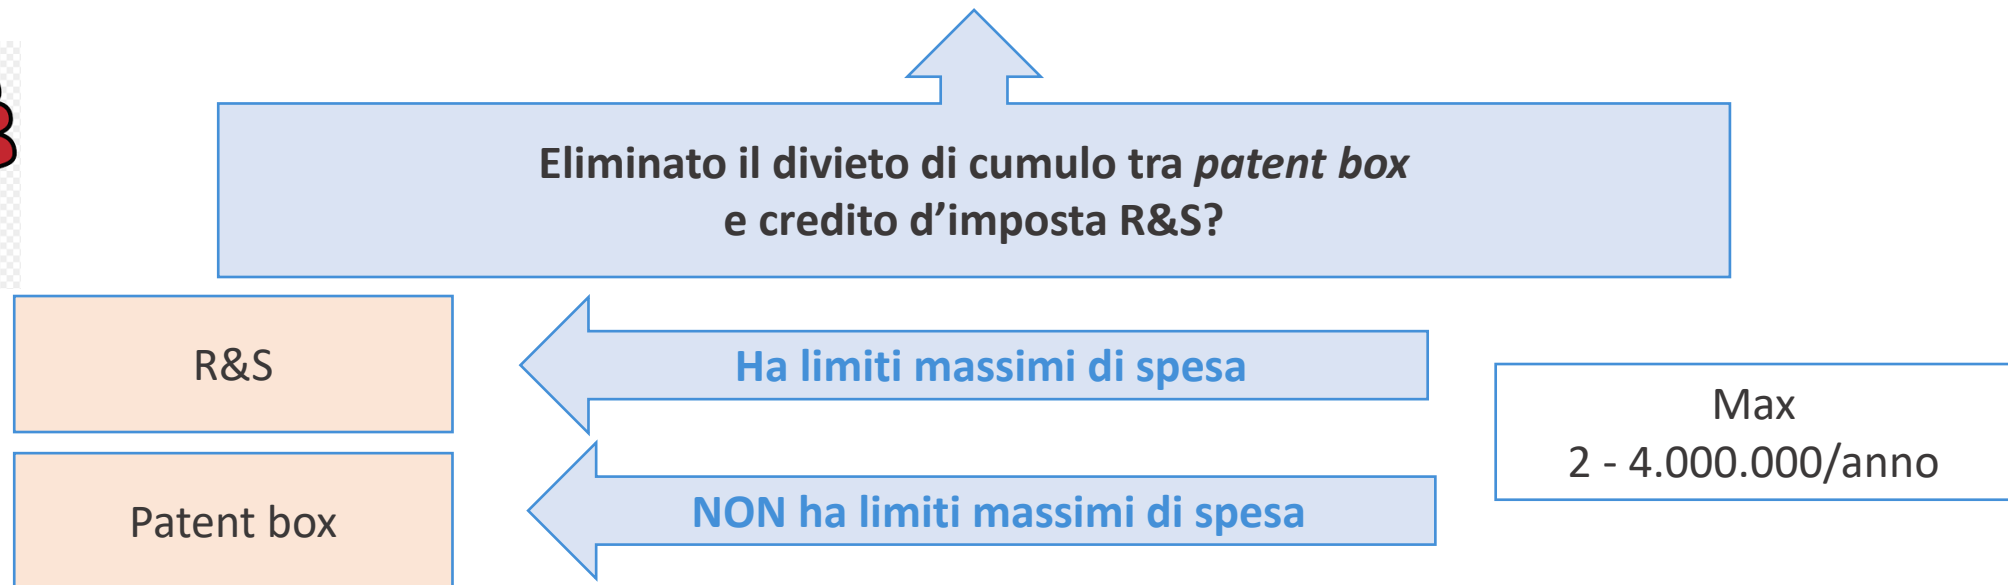 Eliminato il divieto di cumulo tra patent box
e credito d’imposta R&S?
R&S
Ha limiti massimi di spesa
Max
2 - 4.000.000/anno
Patent box
NON ha limiti massimi di spesa